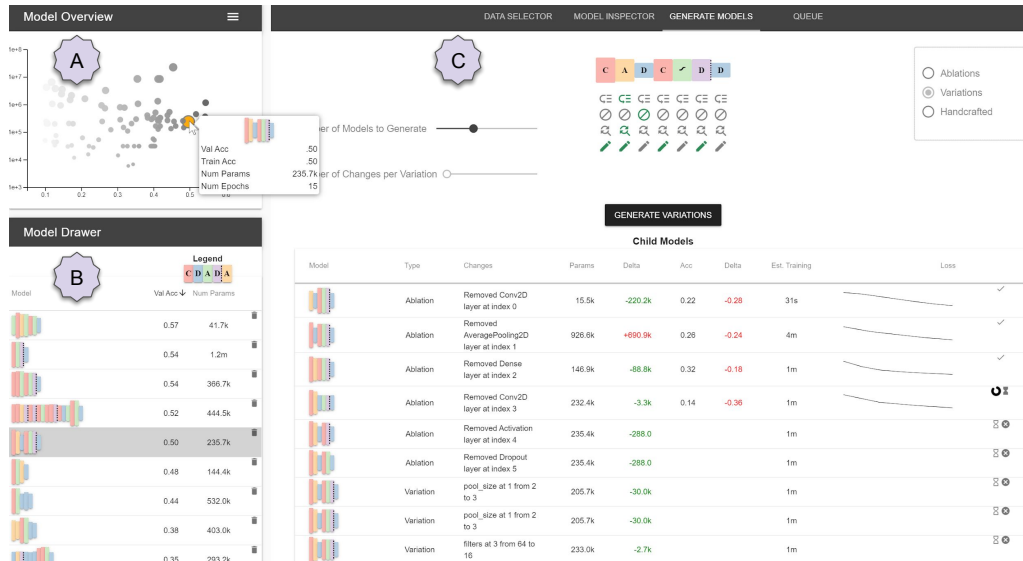 Model Overview
DATA SELECTOR MODEL INSPECTOR GENERATE MODELS QUEUE
A
C
1e+8
1e+7
1e+6
1e+5
1e+4
1e+3
0.1 0.2 0.3 0.4 0.5 0.6
Val Acc .50
Train Acc .50
Num Params 235.7k
Num Epochs 15
C A D C D D
er of Models to Generate
er of Changes per Variation
Ablations
Variations
Handcrafted
GENERATE VARIATIONS
Model Drawer
B
Legend
C D A D A
Model Val Acc Num Params
0.57 41.7k
0.54 1.2m
0.54 366.7k
0.52 444.5k
0.50 235.7k
0.48 144.4k
0.44 532.0k
0.38 403.0k
0.35 293.2k
Child Models
Model Type Changes Params Delta Acc Delta Est. Training Loss
Ablation Removed Conv2D layer at index 0 15.5k -220.2k 0.22 -0.28 31s
Ablation Removed AveragePooling2D layer at index 1 926.6k +690.9k 0.26 -0.24 4m
Ablation Removed Dense layer at index 2 146.9k -88.8k 0.32 -0.18 1m
Ablation Removed Conv2D layer at index 3 232.4k -3.3k 0.14 -0.36 1m
Ablation Removed Activation layer at index 4 235.4k -288.0 1m
Ablation Removed Dropout layer at index 5 235.4k -288.0 1m
Variation pool_size at 1 from 2 to 3 205.7k -30.0k 1m
Variation pool_size at 1 from 2 to 3 205.7k -30.0k 1m
Variation filters at 3 from 64 to 16 233.0k -2.7k 1m